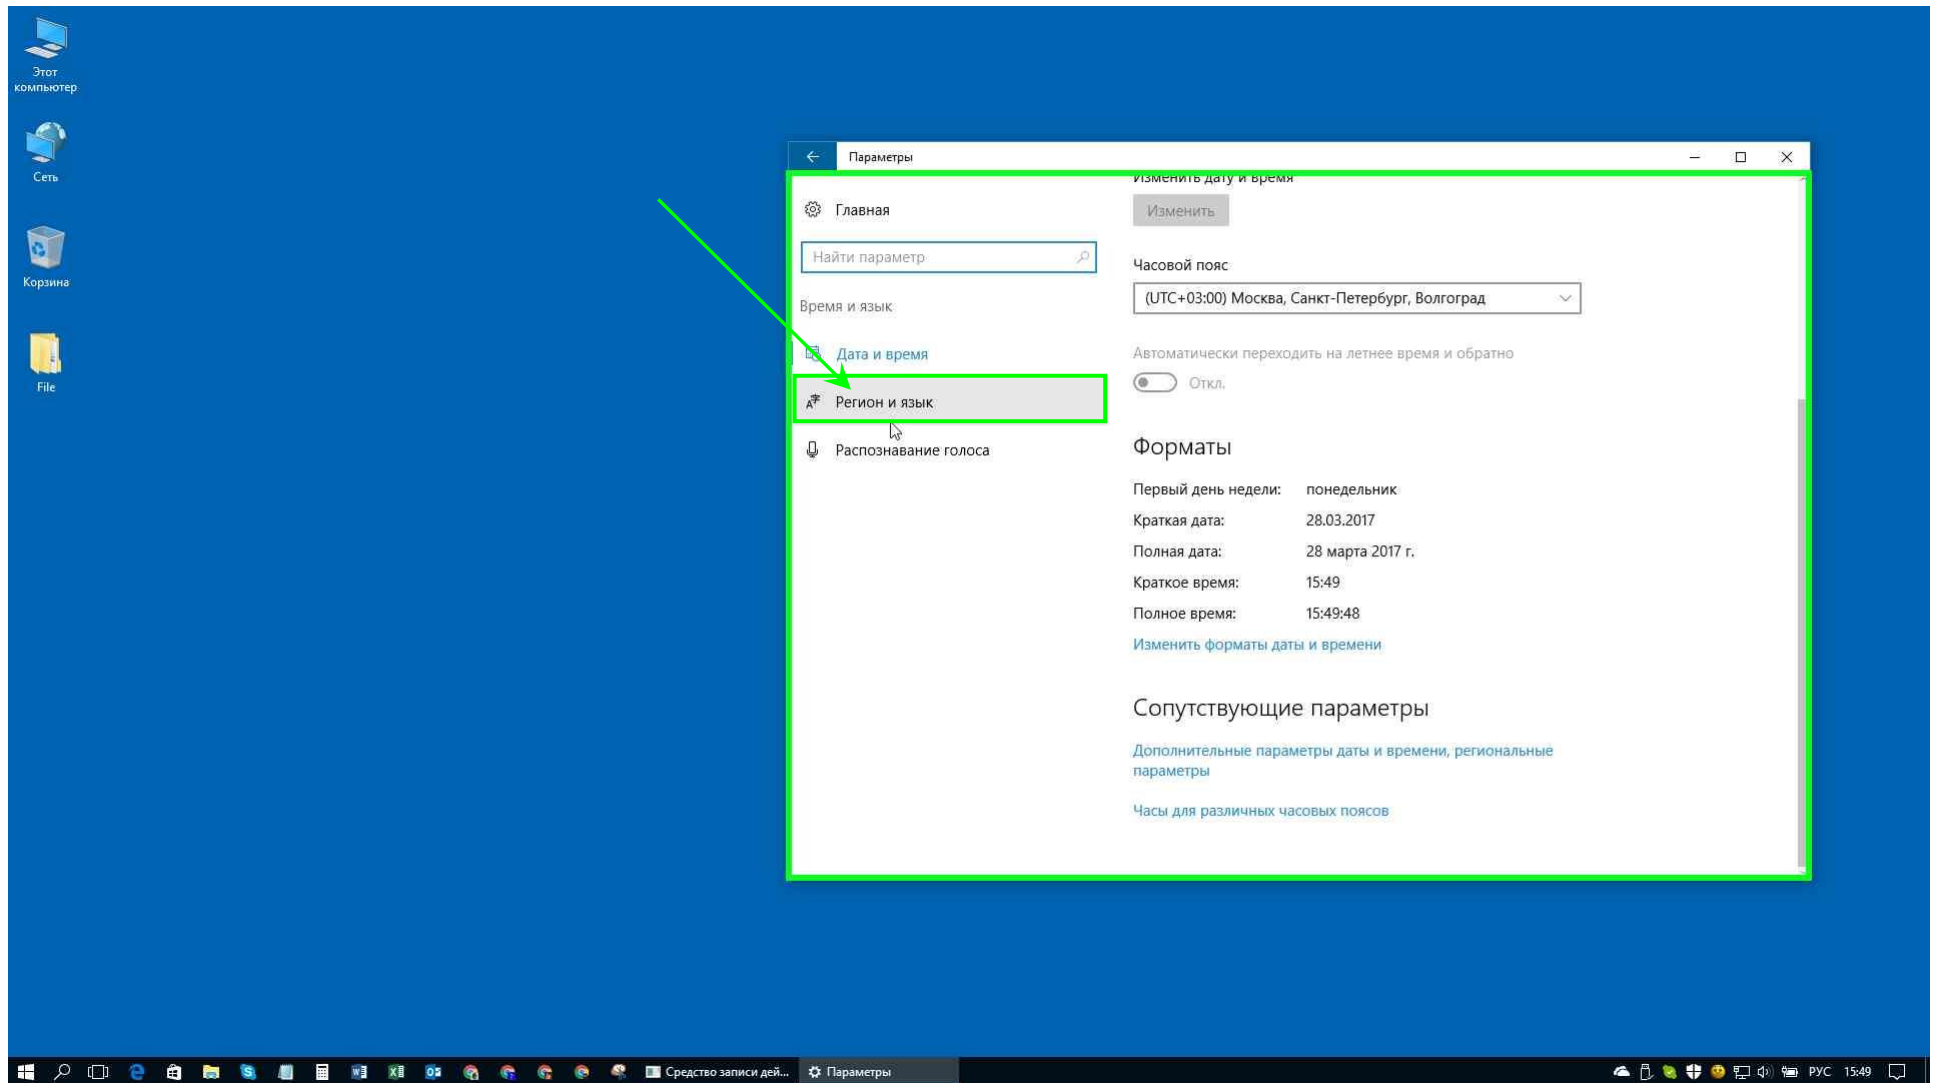 Этот
компьютер
Сеть
Корзина
File
Параметры
Главная
Найти параметр
Время и язык
Дата и время
Регион и язык
Распознавание голоса
Изменить дату и время
Изменить
Часовой пояс
(UTC+03:00) Москва, Санкт-Петербург, Волгоград
Автоматически переходить на летнее время и обратно
Откл.
Форматы
Первый день недели: понедельник
Краткая дата: 28.03.2017
Полная дата: 28 марта 2017 г.
Краткое время: 15:49
Полное время: 15:49:48
Изменить форматы даты и времени
Сопутствующие параметры
Дополнительные параметры даты и времени, региональные
параметры
Часы для различных часовых поясов
Средство записи дей... Параметры РУС 15:49